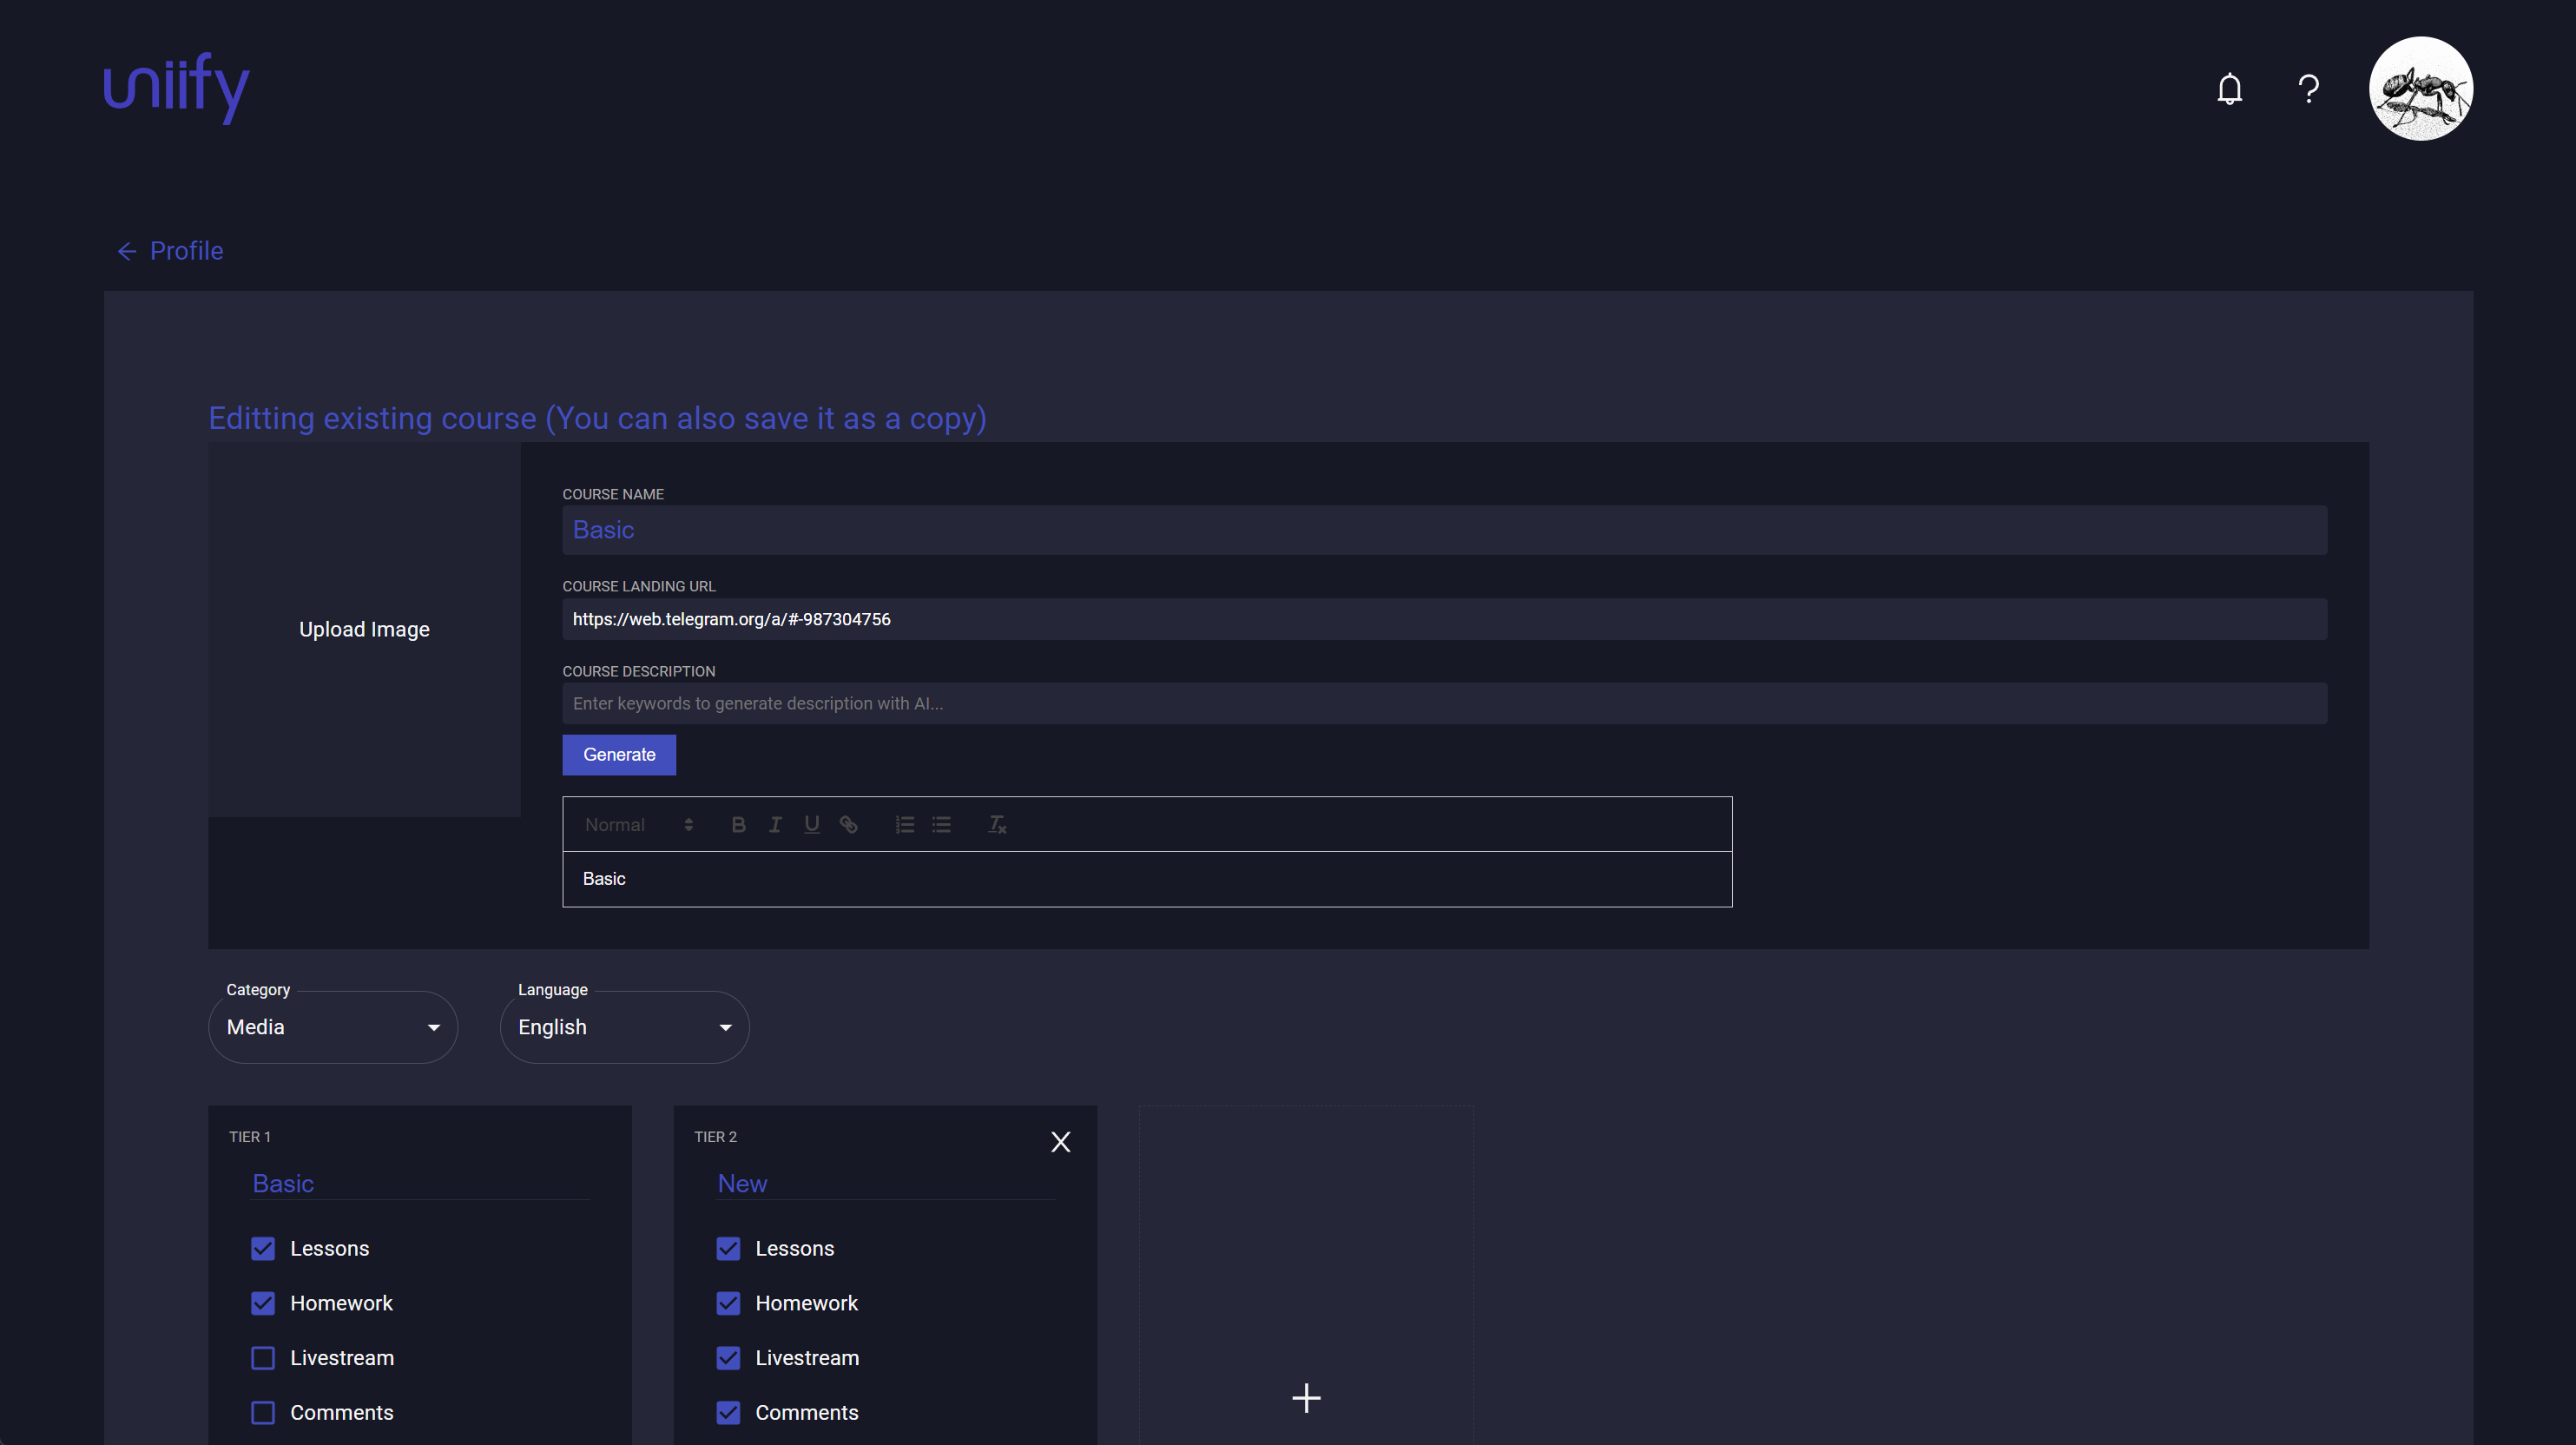 uniify
Profile
Editting existing course (You can also save it as a copy)
Upload Image
COURSE NAME
Basic
COURSE LANDING URL
https://web.telegram.org/a/#-987304756
COURSE DESCRIPTION
Enter keywords to generate description with AI...
Generate
Normal
Basic
Category
Media
Language
English
TIER 1
Basic
Lessons
Homework
Livestream
Comments
TIER 2
New
Lessons
Homework
Livestream
Comments